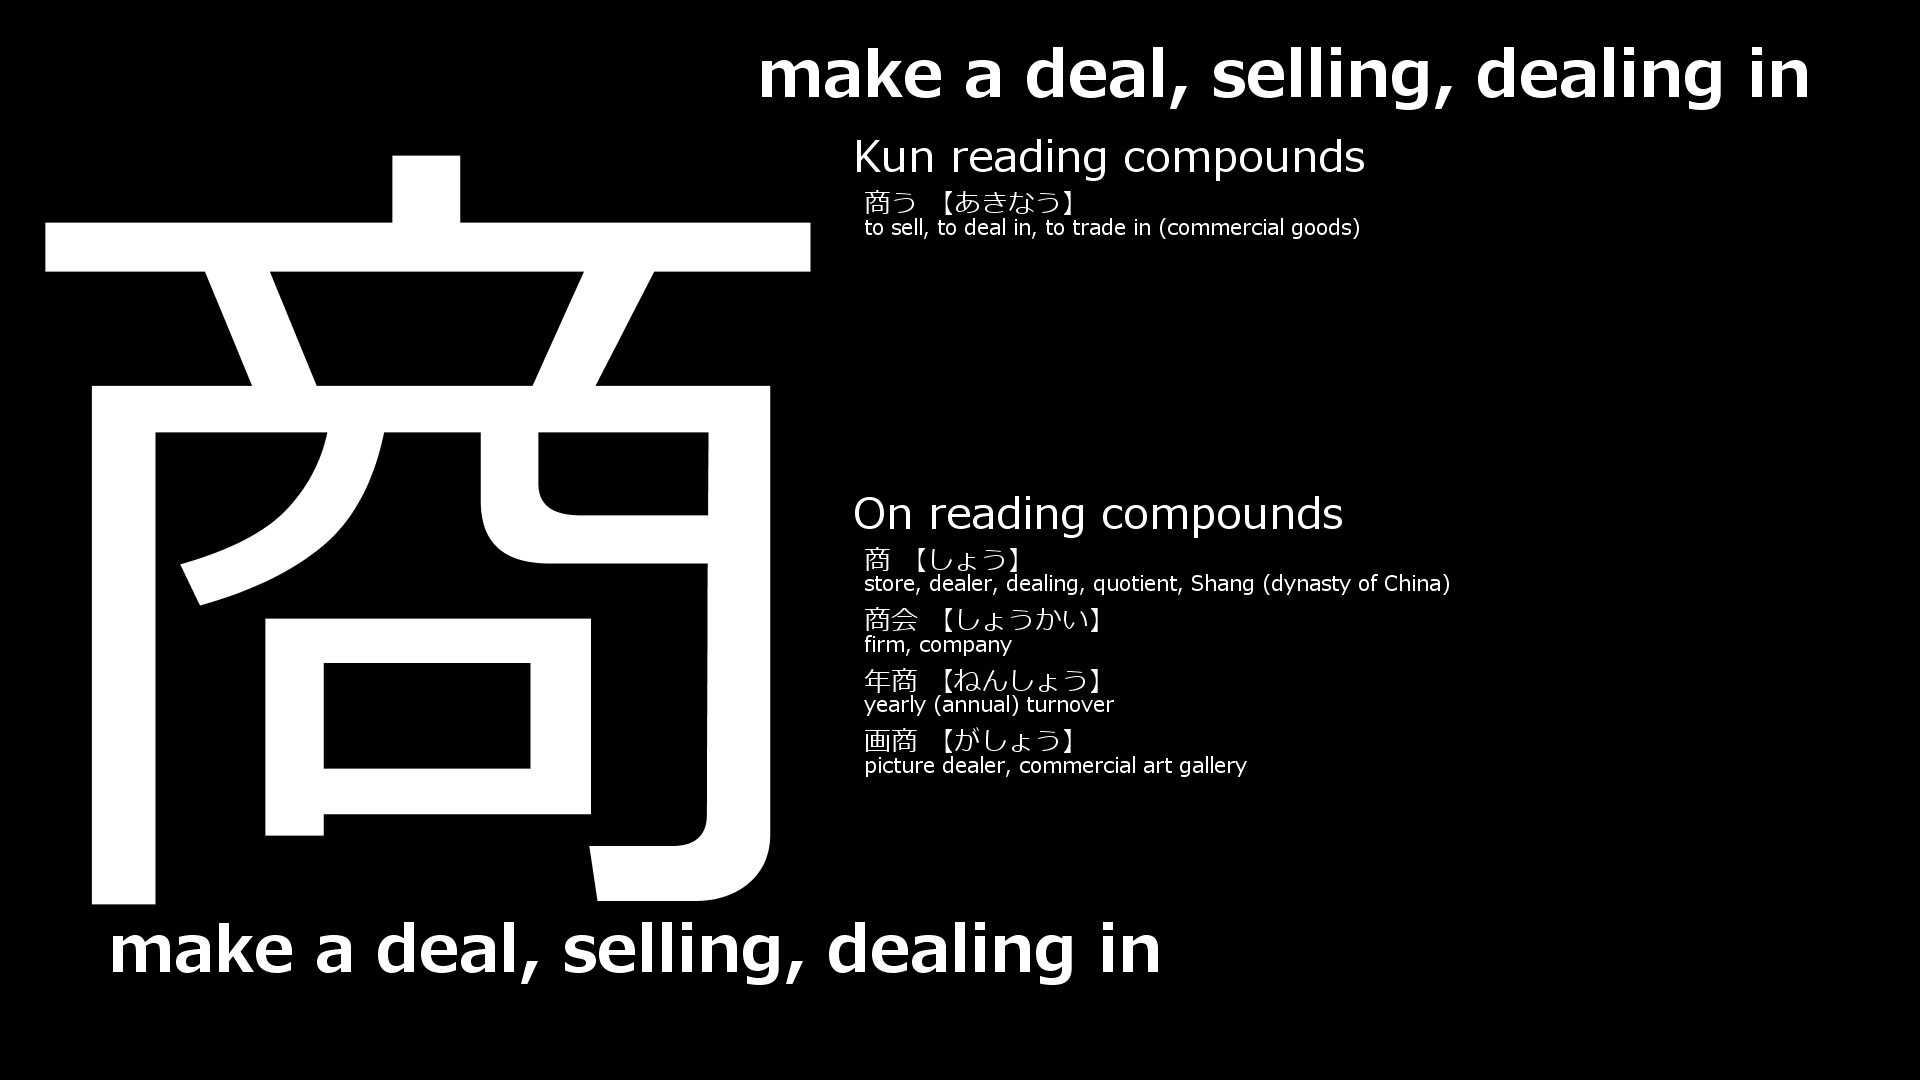 make a deal, selling, dealing in
商
Kun reading compounds
商う 【あきなう】
to sell, to deal in, to trade in (commercial goods)
On reading compounds
商 【しょう】
store, dealer, dealing, quotient, Shang (dynasty of China)
商会 【しょうかい】
firm, company
年商 【ねんしょう】
yearly (annual) turnover
画商 【がしょう】
picture dealer, commercial art gallery
make a deal, selling, dealing in